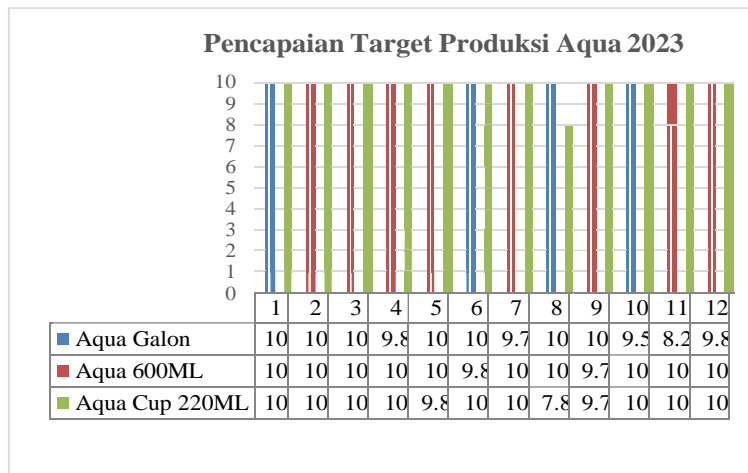 Pencapaian Target Produksi Aqua 2023
10
9
8
7
6
5
4
3
2
1
0
1 2 3 4 5 6 7 8 9 10 11 12
Aqua Galon 10 10 10 9.8 10 10 9.7 10 10 9.5 8.2 9.8
Aqua 600ML 10 10 10 10 10 9.8 10 10 9.7 10 10 10
Aqua Cup 220ML 10 10 10 10 9.8 10 10 7.8 9.7 10 10 10